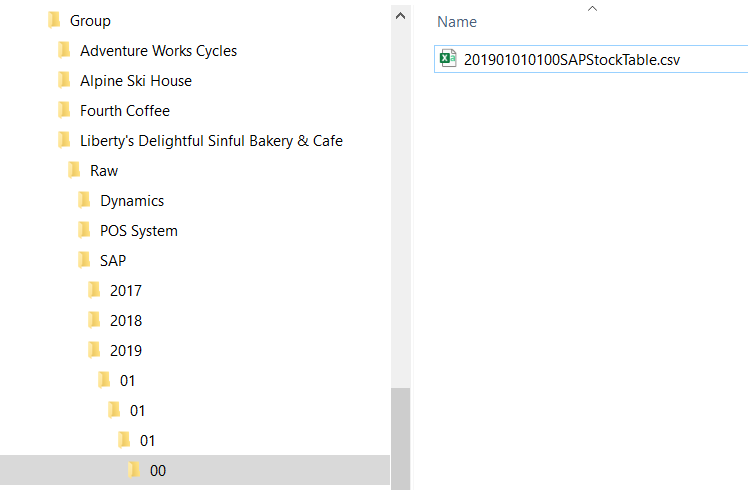 Group
Adventure Works Cycles
Alpine Ski House
Fourth Coffee
Liberty's Delightful Sinful Bakery & Cafe
Raw
Dynamics
POS System
SAP
2017
2018
2019
01
01
01
00
Name
201901010100SAPStockTable.csv